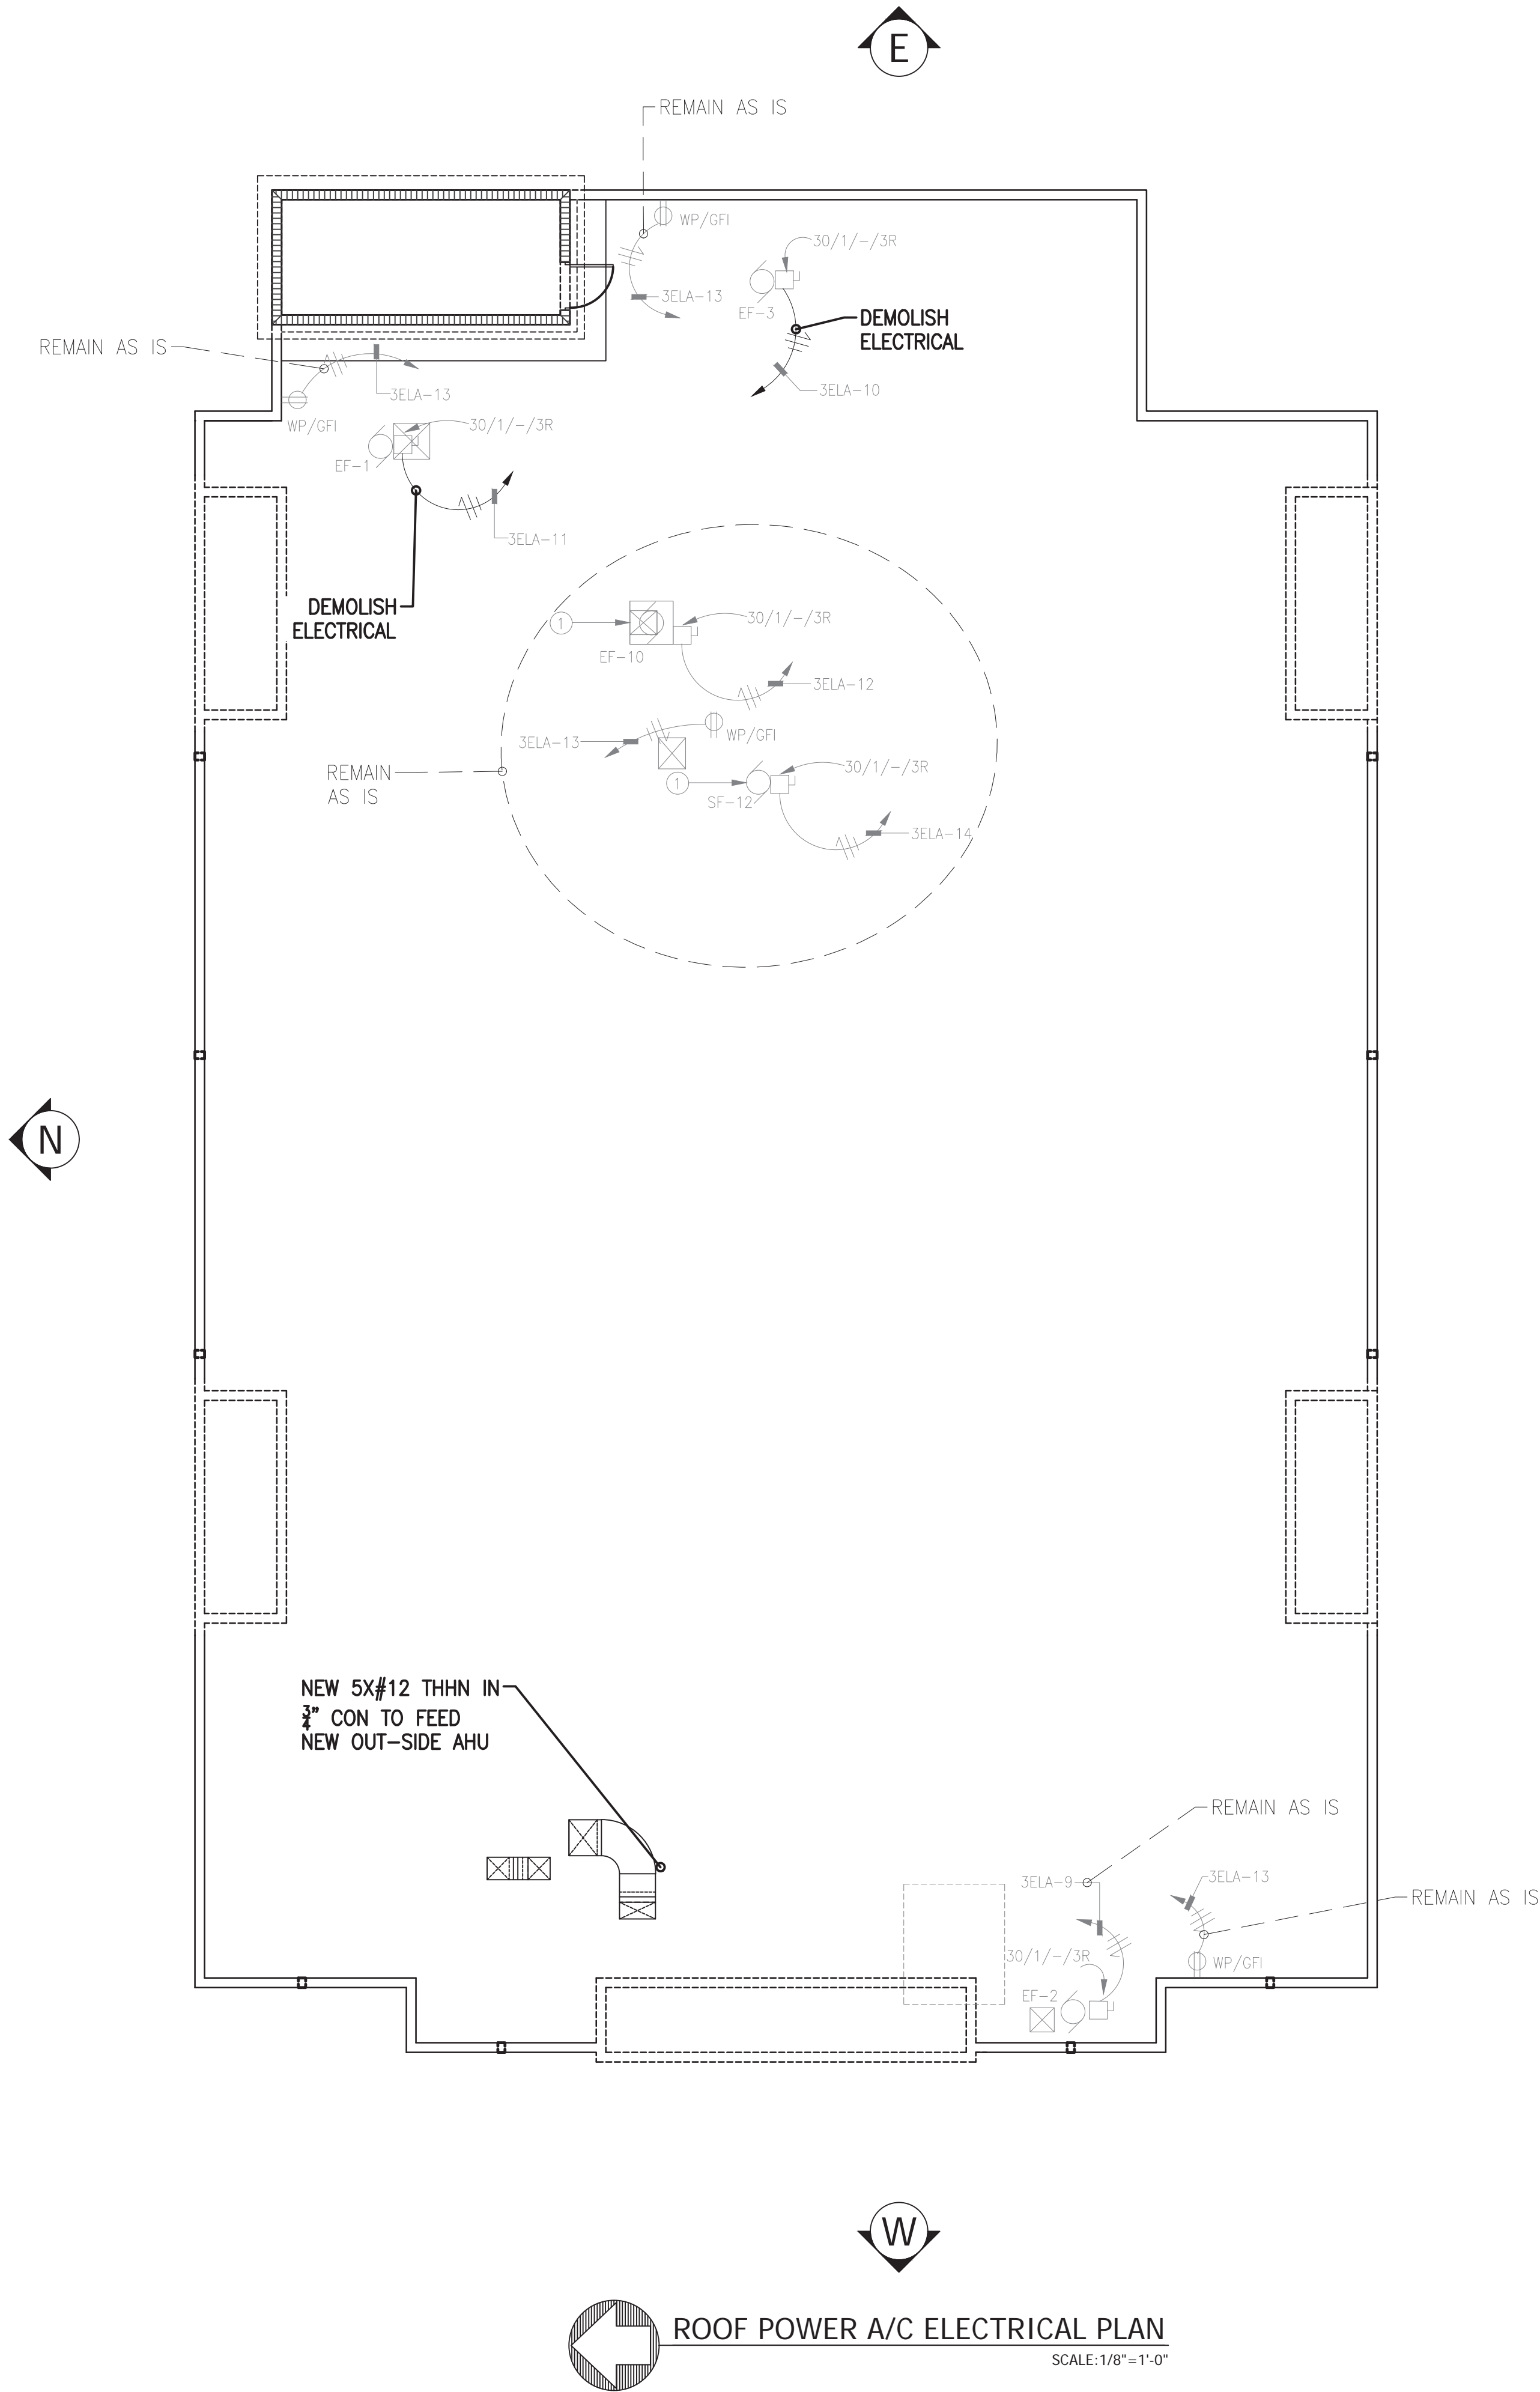 E
REMAIN AS IS
WP/GFI
30/1/-/3R
3ELA-13
EF-3
DEMOLISH
ELECTRICAL
REMAIN AS IS
3ELA-13
3ELA-10
WP/GFI
30/1/-/3R
EF-1
3ELA-11
DEMOLISH
ELECTRICAL
1
30/1/-/3R
EF-10
3ELA-12
3ELA-13
WP/GFI
REMAIN
AS IS
30/1/-/3R
1
SF-12
3ELA-14
N
NEW 5X#12 THHN IN
3/4" CON TO FEED
NEW OUT-SIDE AHU
REMAIN AS IS
3ELA-9
3ELA-13
REMAIN AS IS
30/1/-/3R
WP/GFI
EF-2
W
ROOF POWER A/C ELECTRICAL PLAN
SCALE:1/8"=1'-0"